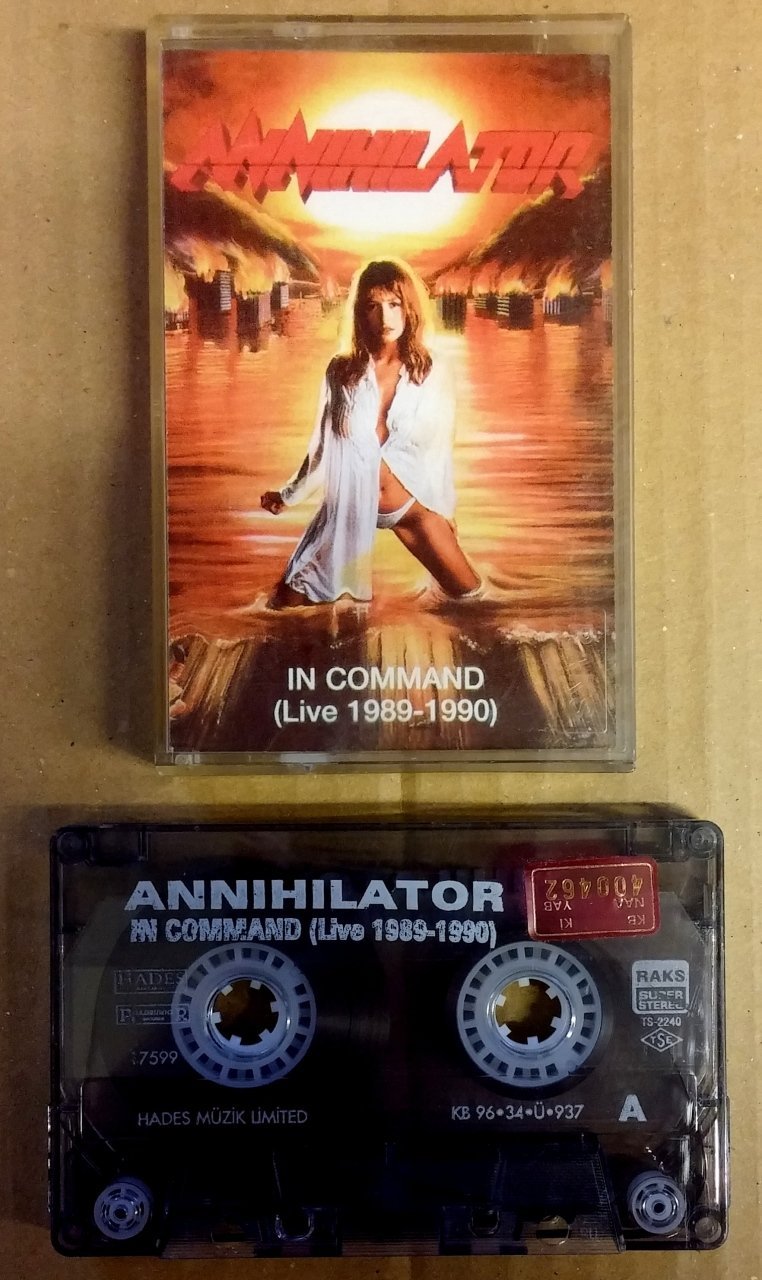 ANNIHILATOR
IN COMMAND
(Live 1989-1990)
ANNIHILATOR
IN COMMAND (Live 1989-1990)
400462
KB
NAN
KI
YAB
HADES
RAKS
SUPER
STEREO
TS-2240
TSE
7599
HADES MÜZİK LİMİTED
KB 96•34•Ü•937
A